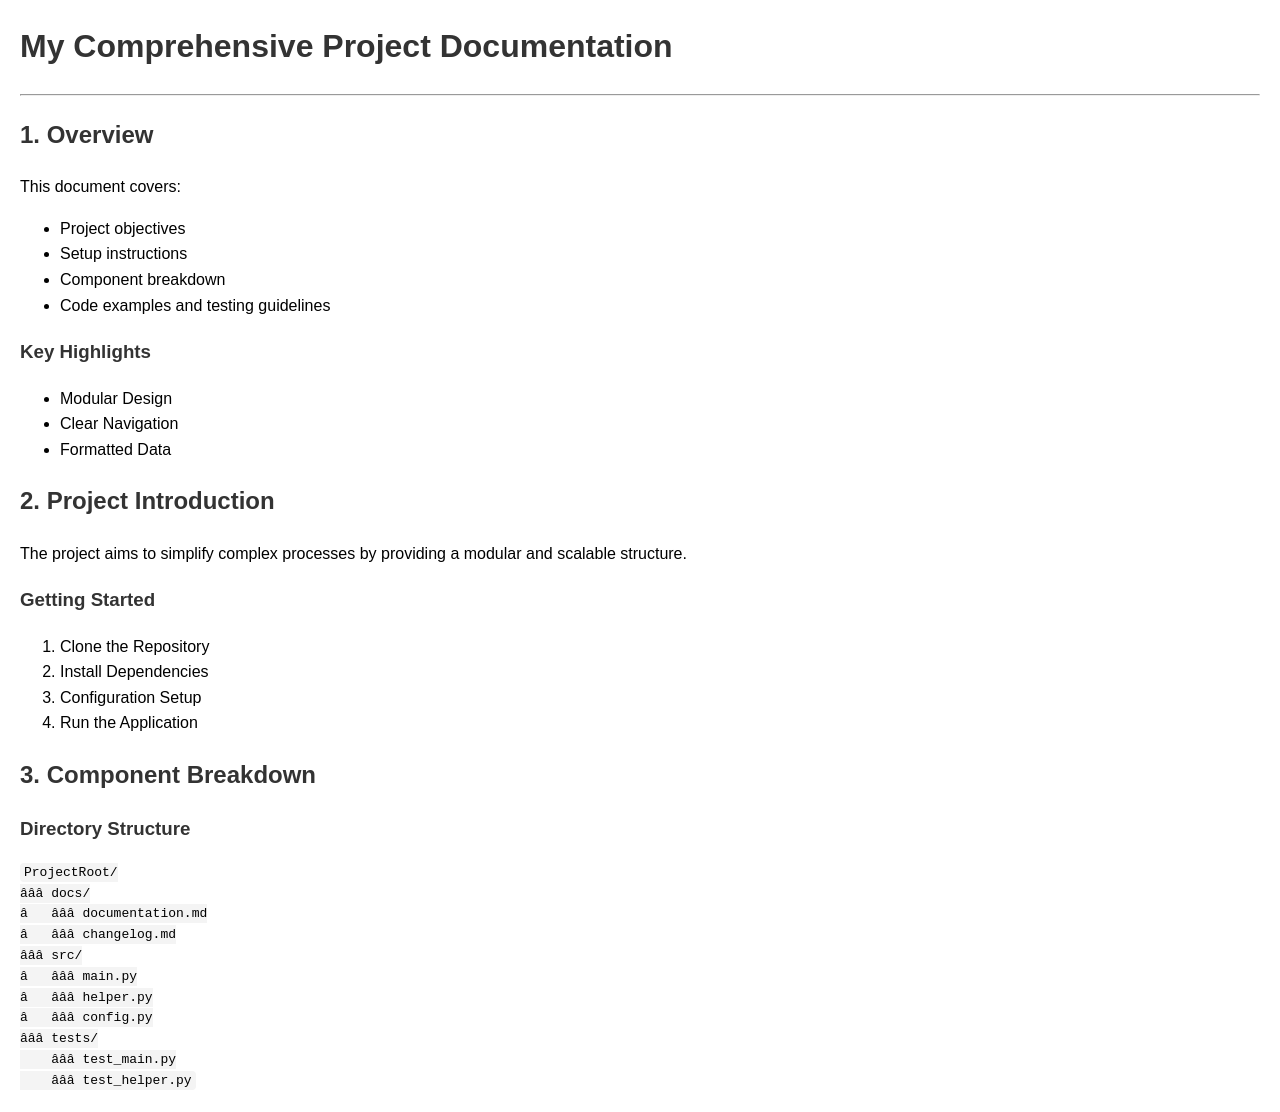 My Comprehensive Project Documentation
1. Overview
This document covers:
• Project objectives
• Setup instructions
• Component breakdown
• Code examples and testing guidelines
Key Highlights
• Modular Design
• Clear Navigation
• Formatted Data
2. Project Introduction
The project aims to simplify complex processes by providing a modular and scalable structure.
Getting Started
1. Clone the Repository
2. Install Dependencies
3. Configuration Setup
4. Run the Application
3. Component Breakdown
Directory Structure
ProjectRoot/
âââ docs/
â   âââ documentation.md
â   âââ changelog.md
âââ src/
â   âââ main.py
â   âââ helper.py
â   âââ config.py
âââ tests/
    âââ test_main.py
    âââ test_helper.py